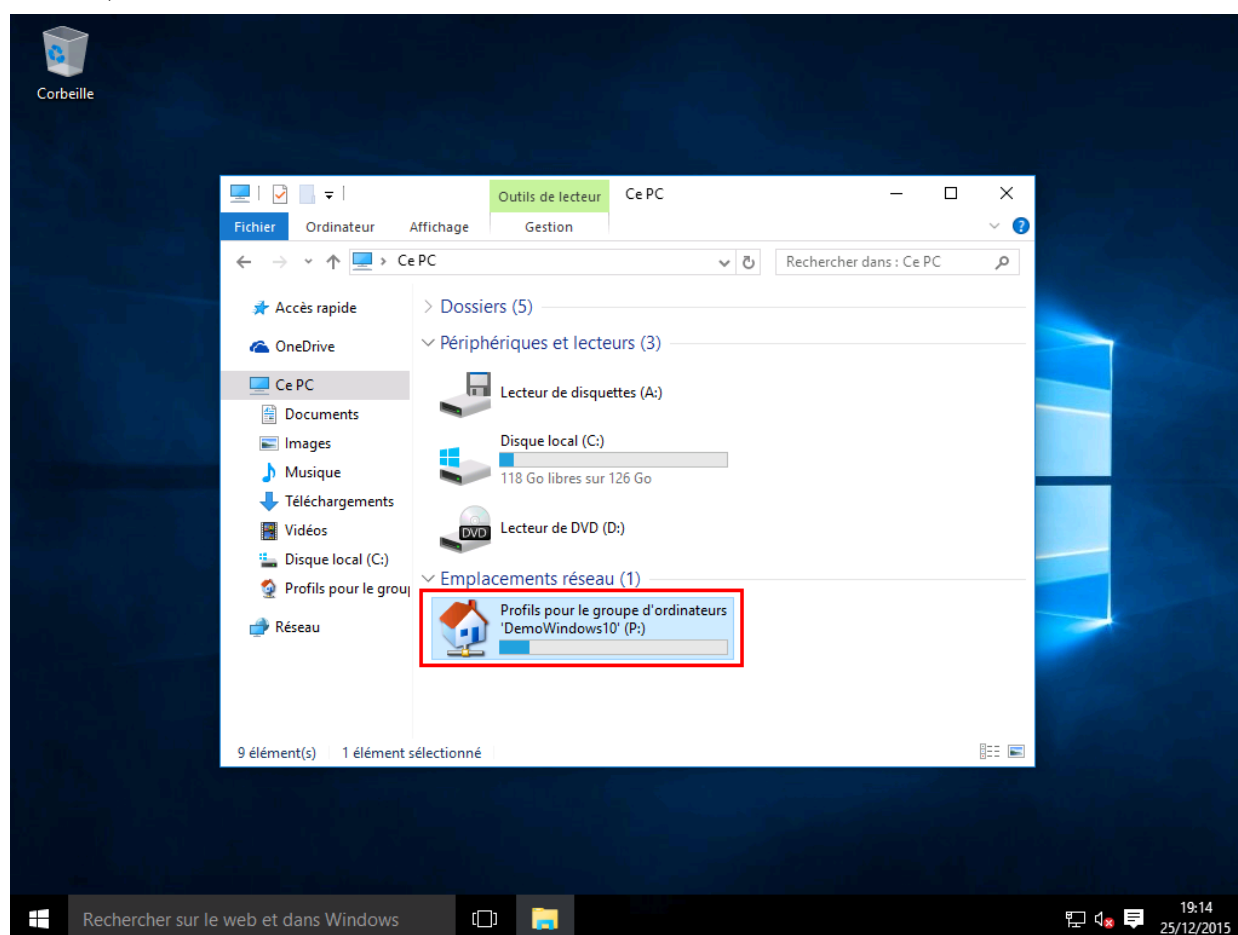 Corbeille
Outils de lecteur
Ce PC
Fichier
Ordinateur
Affichage
Gestion
Ce PC
Rechercher dans : Ce PC
Accès rapide
OneDrive
Ce PC
Documents
Images
Musique
Téléchargements
Vidéos
Disque local (C:)
Profils pour le group
Réseau
Dossiers (5)
Périphériques et lecteurs (3)
Lecteur de disquettes (A:)
Disque local (C:)
118 Go libres sur 126 Go
DVD
Lecteur de DVD (D:)
Emplacements réseau (1)
Profils pour le groupe d'ordinateurs
'DemoWindows10' (P:)
9 élément(s)
1 élément sélectionné
Rechercher sur le web et dans Windows
19:14
25/12/2015